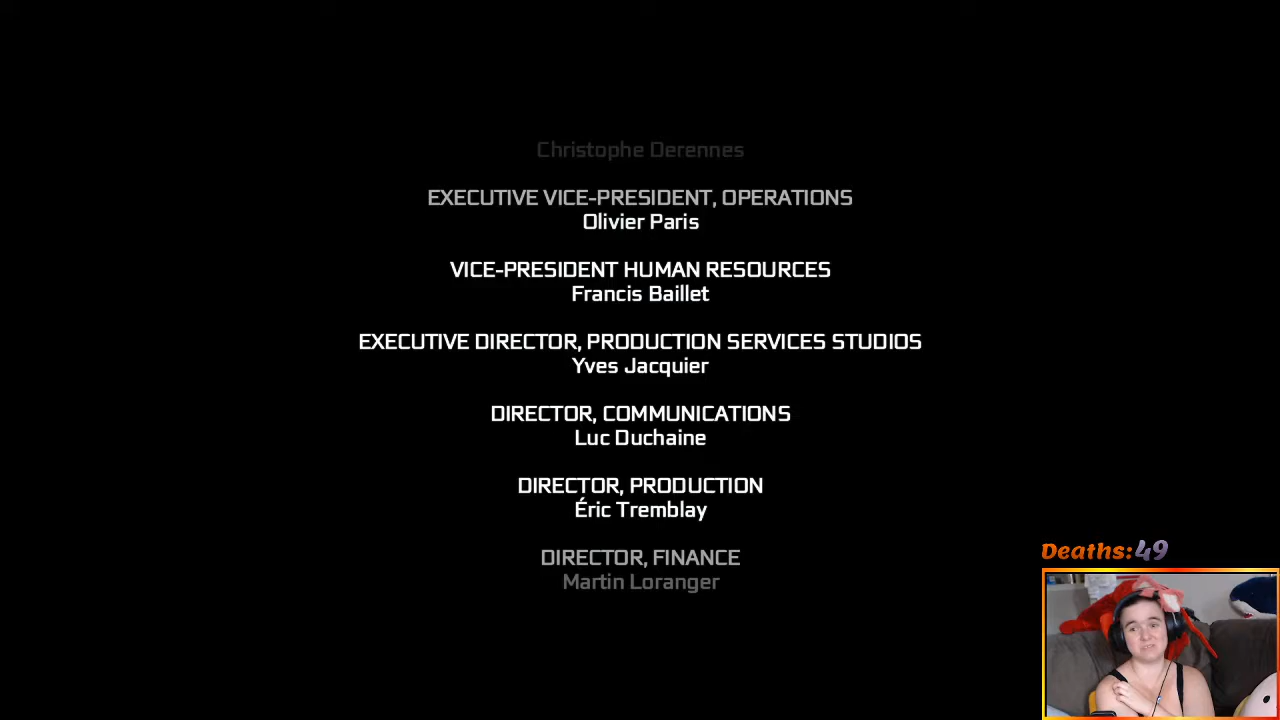 Christophe Derennes
EXECUTIVE VICE-PRESIDENT, OPERATIONS
Olivier Paris
VICE-PRESIDENT HUMAN RESOURCES
Francis Baillet
EXECUTIVE DIRECTOR, PRODUCTION SERVICES STUDIOS
Yves Jacquier
DIRECTOR, COMMUNICATIONS
Luc Duchaine
DIRECTOR, PRODUCTION
Éric Tremblay
DIRECTOR, FINANCE
Martin Loranger
Deaths:49